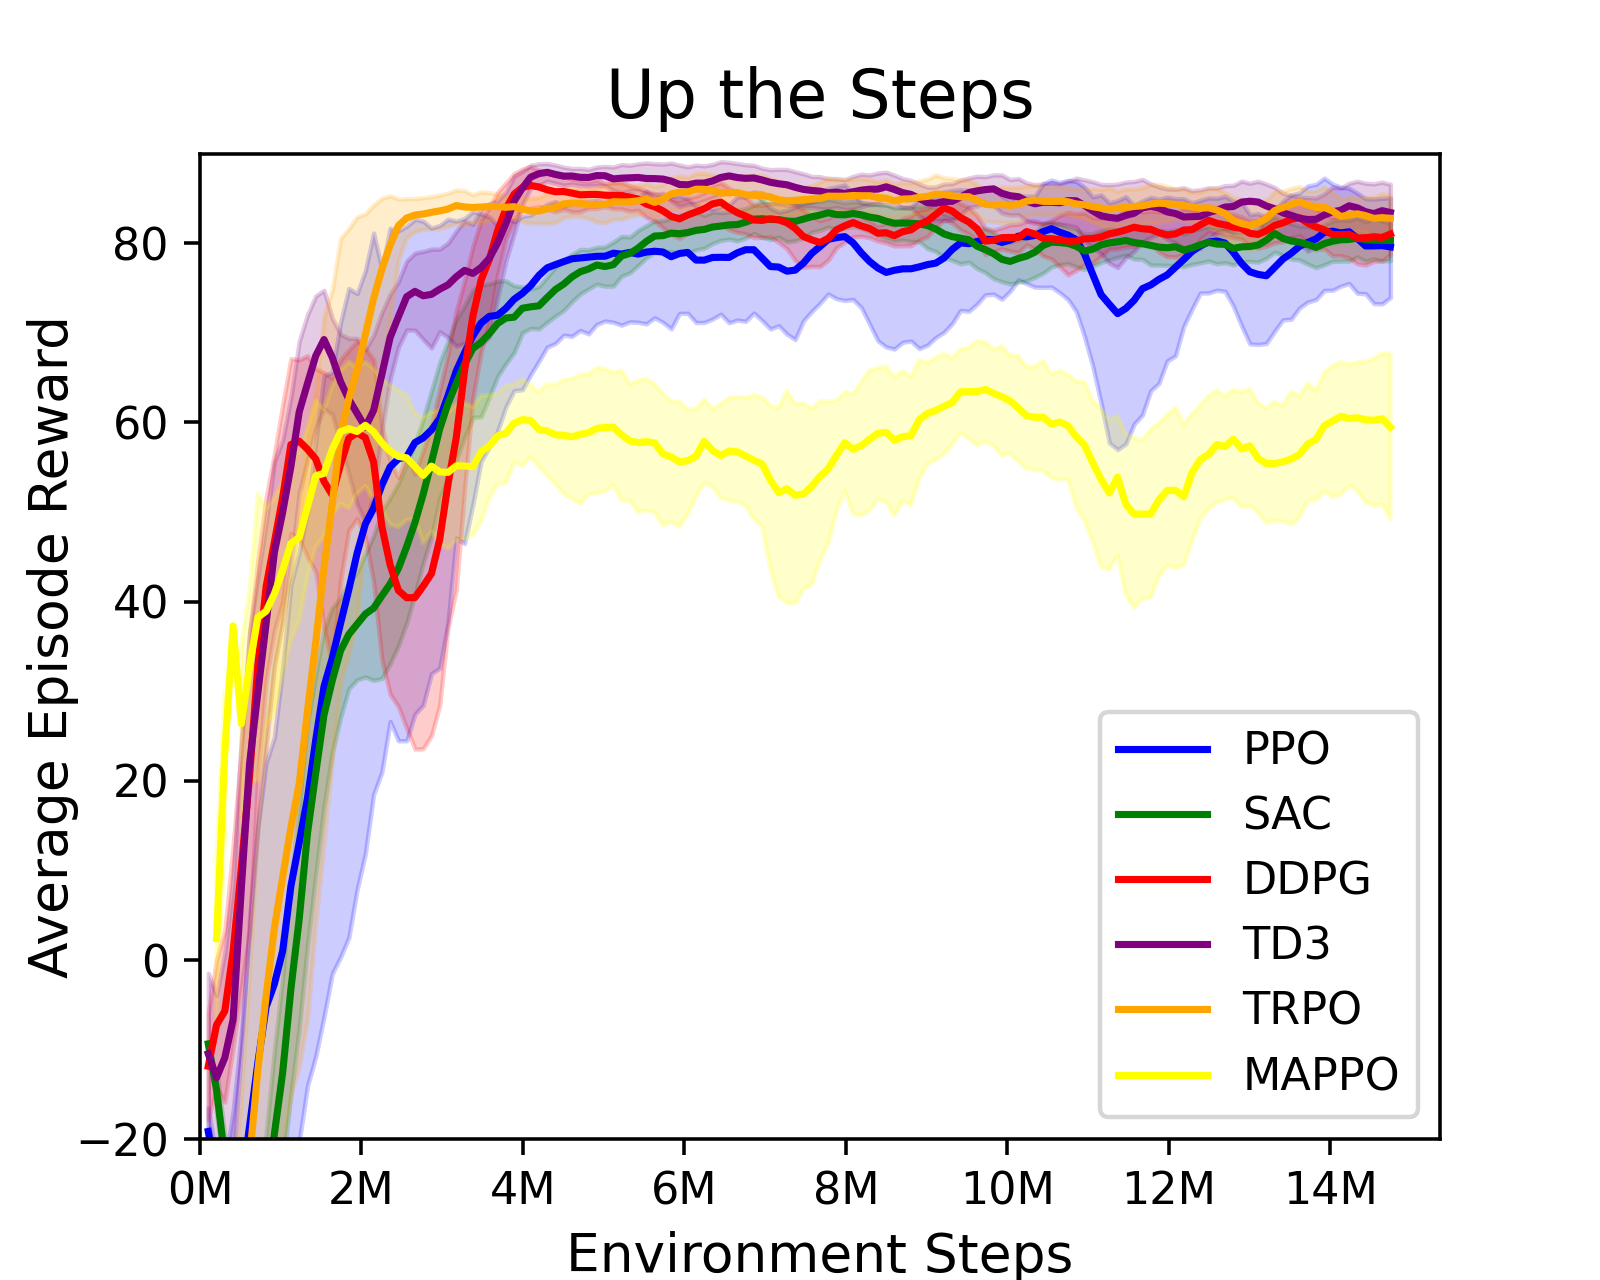 Up the Steps
Average Episode Reward
80
60
40
20
0
−20
0M 2M 4M 6M 8M 10M 12M 14M
Environment Steps
PPO
SAC
DDPG
TD3
TRPO
MAPPO